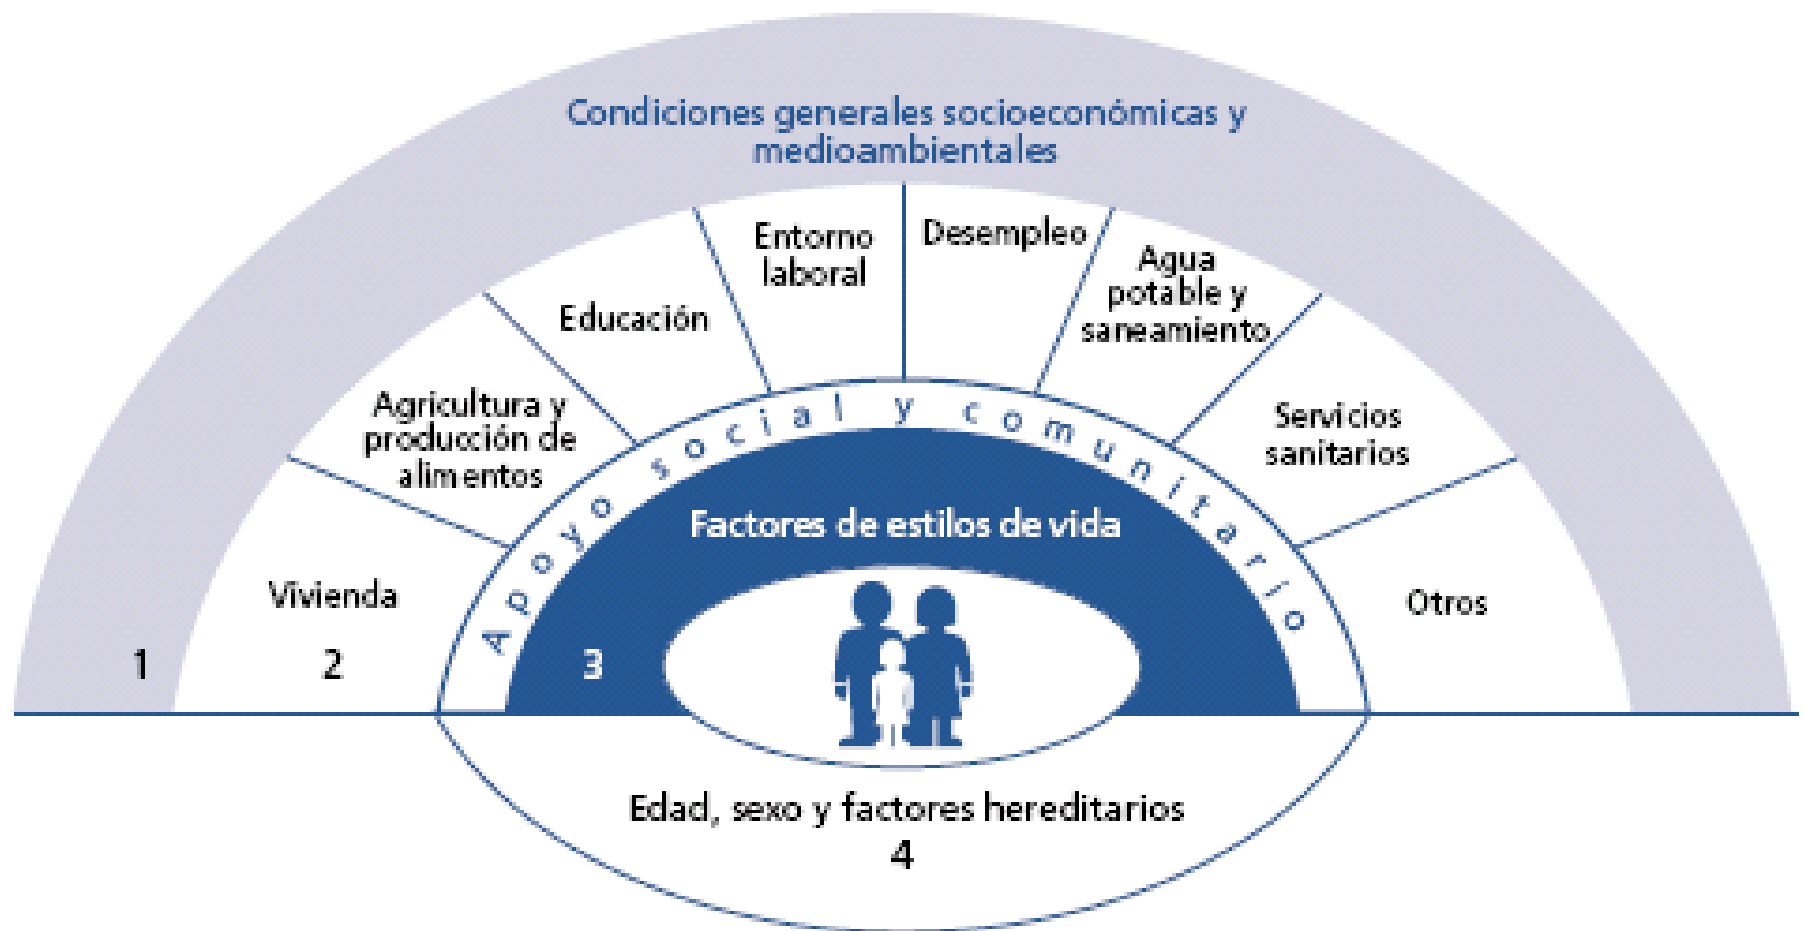 Condiciones generales socioeconómicas y
medioambientales
Entorno
laboral
Desempleo
Agua
potable y
saneamiento
Educación
Agricultura y
producción de
alimentos
Servicios
sanitarios
Vivienda
Otros
Apoyo social y comunitario
Factores de estilos de vida
1
2
3
Edad, sexo y factores hereditarios
4